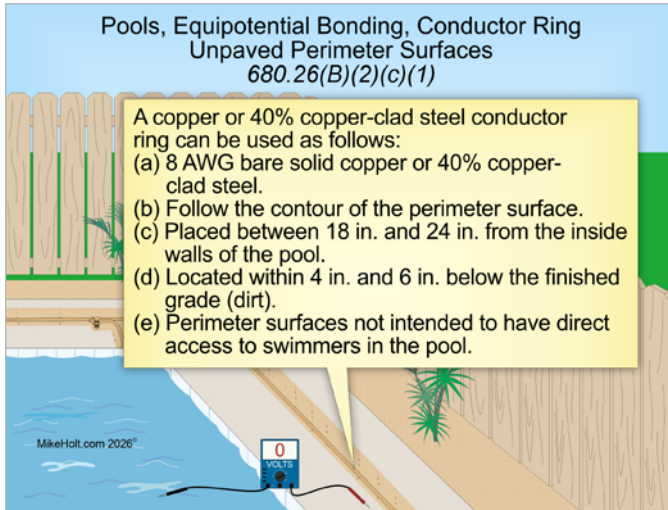 Pools, Equipotential Bonding, Conductor Ring
Unpaved Perimeter Surfaces
680.26(B)(2)(c)(1)
A copper or 40% copper-clad steel conductor
ring can be used as follows:
(a) 8 AWG bare solid copper or 40% copper-
clad steel.
(b) Follow the contour of the perimeter surface.
(c) Placed between 18 in. and 24 in. from the inside
walls of the pool.
(d) Located within 4 in. and 6 in. below the finished
grade (dirt).
(e) Perimeter surfaces not intended to have direct
access to swimmers in the pool.
MikeHolt.com 2026©
0
VOLTS